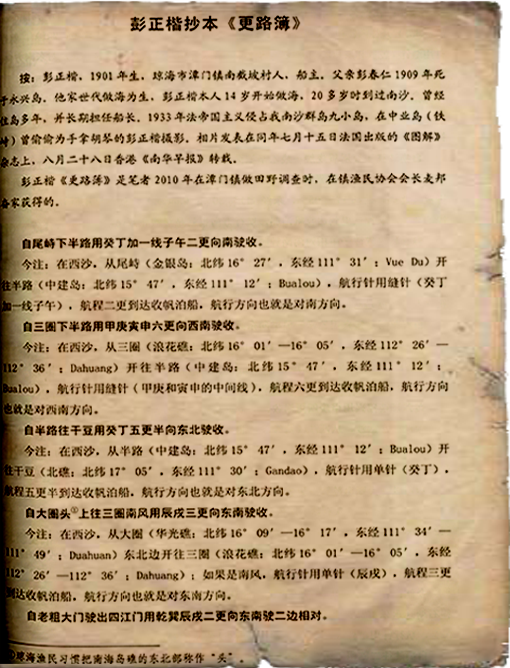 彭正楷抄本《更路簿》
按：彭正楷，1901年生，琼海市潭门镇南教坡村人，船主。父亲彭春仁1909年死
于永兴岛，他家世代做海为生，彭正楷本人14岁开始做海，20多岁时到过南沙。曾经
住岛多年，并长期担任船长。1933年法帝国主义侵占我南沙群岛九小岛，在中业岛（铁
峙）曾偷偷为手拿胡琴的彭正楷摄影，相片发表在同年七月十五日法国出版的《图解》
杂志上，八月二十八日香港《南华早报》转载。
彭正楷《更路簿》是笔者2010年在潭门镇做田野调查时，在镇渔民协会会长麦邦
奋家获得的。
自尾峙下半路用癸丁加一线子午二更向南驶收。
今注：在西沙，从尾峙（金银岛：北纬16°27′，东经111°31′；Vue Du）开
往半路（中建岛：北纬15°47′，东经111°12′；Bualou），航行针用缝针（癸丁
加一线子午），航程二更到达收帆泊船，航行方向也就是对南方向。
自三圈下半路用甲庚寅申六更向西南驶收。
今注：在西沙，从三圈（浪花礁：北纬16°01′—16°05′，东经112°26′—
112°36′；Dahuang）开往半路（中建岛：北纬15°47′，东经111°12′；
Bualou），航行针用缝针（甲庚和寅申的中间线），航程六更到达收帆泊船，航行方向
也就是对西南方向。
自半路往干豆用癸丁五更半向东北驶收。
今注：在西沙，从半路（中建岛：北纬15°47′，东经111°12′；Bualou）开
往干豆（北礁：北纬17°05′，东经111°30′；Gandao），航行针用单针（癸丁），
航程五更半到达收帆泊船，航行方向也就是对东北方向。
自大圈头①上往三圈南风用辰戌三更向东南驶收。
今注：在西沙，从大圈（华光礁：北纬16°09′—16°17′，东经111°34′—
111°49′；Duahuan）东北边开往三圈（浪花礁：北纬16°01′—16°05′，东经
112°26′—112°36′；Dahuang）；如果是南风，航行针用单针（辰戌），航程三更
到达收帆泊船，航行方向也就是对东南方向。
自老粗大门驶出四江门用乾巽辰戌二更向东南驶二边相对。
①琼海渔民习惯把南海岛礁的东北部称作“头”。